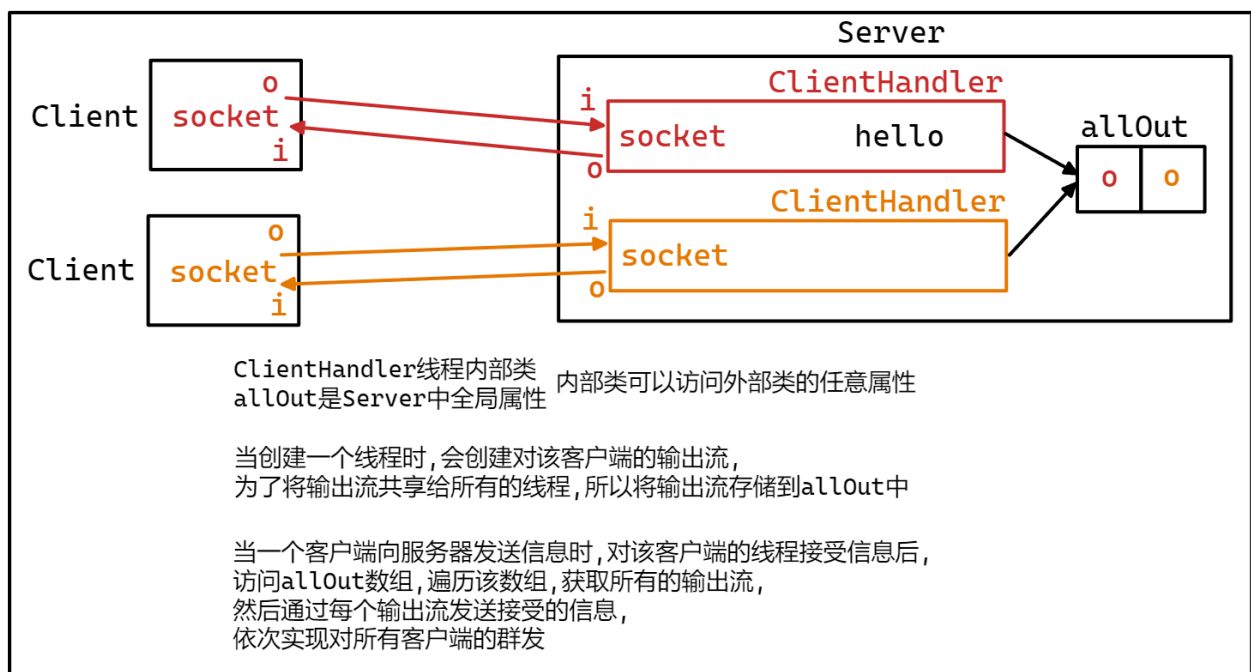 Server
ClientHandler
Client
o
socket
i
i
socket hello
o
allOut
o o
ClientHandler
Client
o
socket
i
i
socket
o
ClientHandler线程内部类
allOut是Server中全局属性
内部类可以访问外部类的任意属性
当创建一个线程时,会创建对该客户端的输出流,
为了将输出流共享给所有的线程,所以将输出流存储到allOut中
当一个客户端向服务器发送信息时,对该客户端的线程接受信息后,
访问allOut数组,遍历该数组,获取所有的输出流,
然后通过每个输出流发送接受的信息,
依次实现对所有客户端的群发